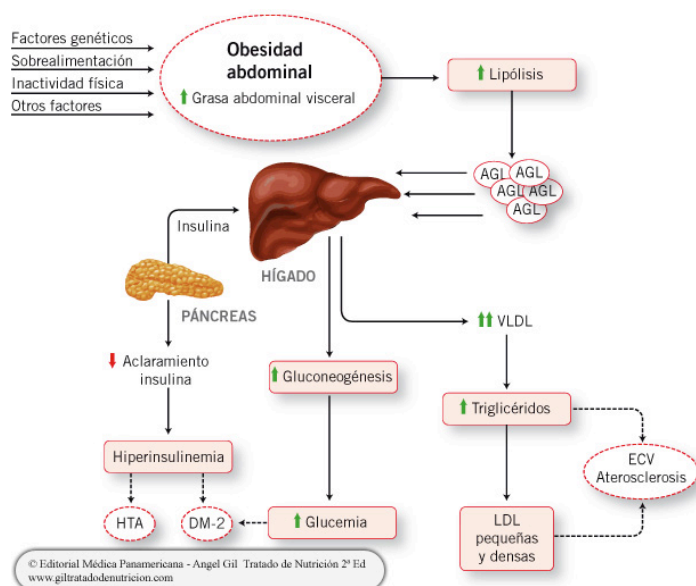 Factores genéticos
Sobrealimentación
Inactividad física
Otros factores
Obesidad
abdominal
Grasa abdominal visceral
Lipólisis
AGL
AGL
AGL
AGL
AGL
Insulina
HÍGADO
PÁNCREAS
Aclaramiento
insulina
VLDL
Gluconeogénesis
Triglicéridos
Hiperinsulinemia
ECV
Aterosclerosis
HTA
DM-2
Glucemia
LDL
pequeñas
y densas
© Editorial Médica Panamericana - Angel Gil Tratado de Nutrición 2ª Ed
www.giltratadodenutricion.com